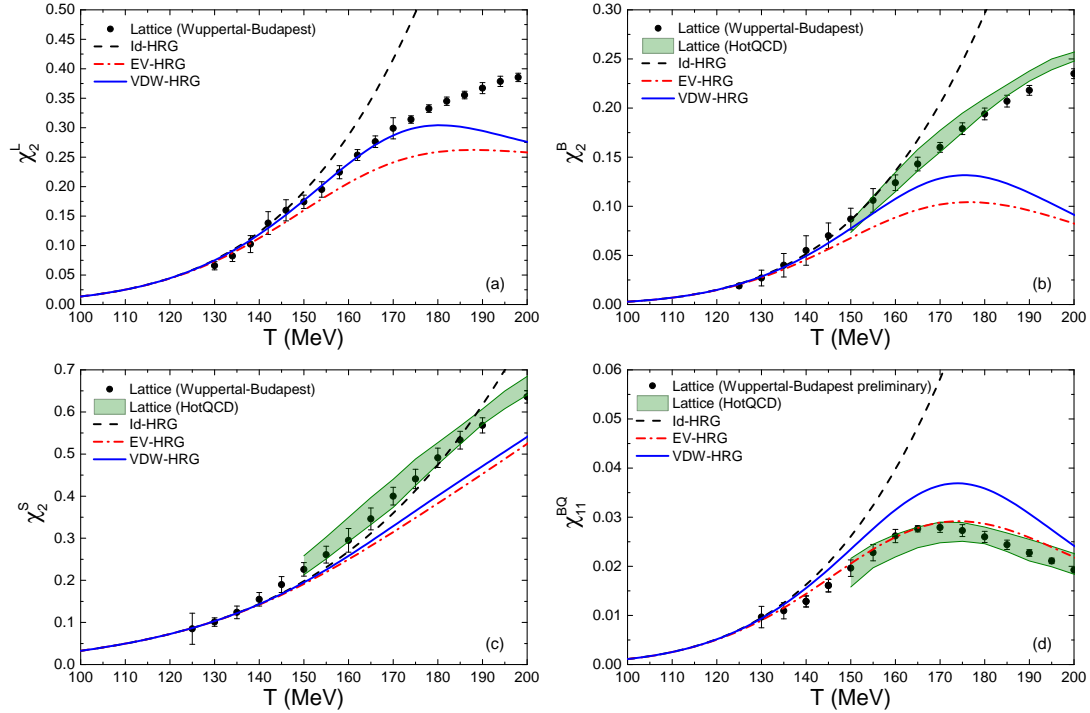 0.50
0.45
0.40
0.35
0.30
0.25
0.20
0.15
0.10
0.05
0.00
χ₂ᴸ
Lattice (Wuppertal-Budapest)
Id-HRG
EV-HRG
VDW-HRG
(a)
100 110 120 130 140 150 160 170 180 190 200
T (MeV)
0.30
0.25
0.20
0.15
0.10
0.05
0.00
χ₂ᴮ
Lattice (Wuppertal-Budapest)
Lattice (HotQCD)
Id-HRG
EV-HRG
VDW-HRG
(b)
100 110 120 130 140 150 160 170 180 190 200
T (MeV)
0.7
0.6
0.5
0.4
0.3
0.2
0.1
0.0
χ₂ˢ
Lattice (Wuppertal-Budapest)
Lattice (HotQCD)
Id-HRG
EV-HRG
VDW-HRG
(c)
100 110 120 130 140 150 160 170 180 190 200
T (MeV)
0.06
0.05
0.04
0.03
0.02
0.01
0.00
χ₁₁ᴮQ
Lattice (Wuppertal-Budapest preliminary)
Lattice (HotQCD)
Id-HRG
EV-HRG
VDW-HRG
(d)
100 110 120 130 140 150 160 170 180 190 200
T (MeV)